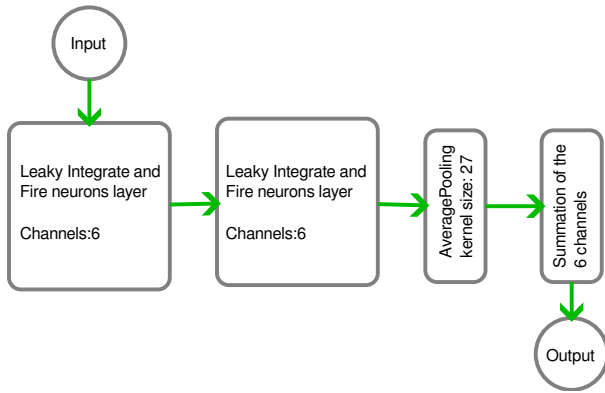 Input
Leaky Integrate and
Fire neurons layer
Channels:6
Leaky Integrate and
Fire neurons layer
Channels:6
AveragePooling
kernel size: 27
Summation of the
6 channels
Output